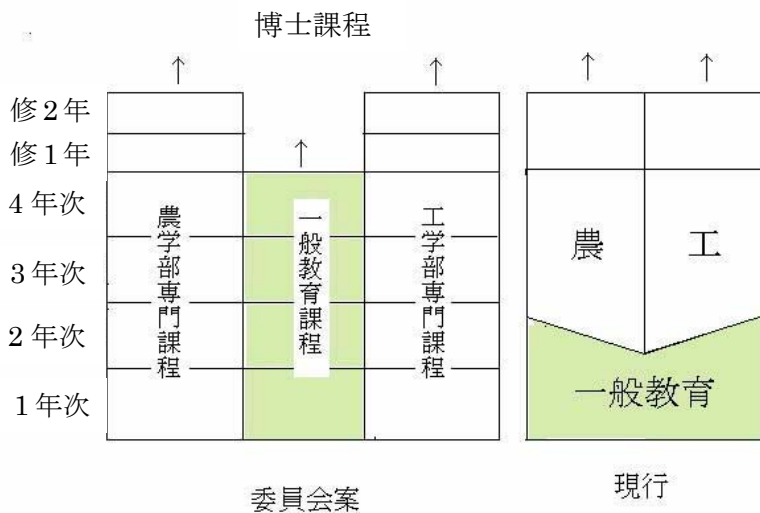 博士課程
↑
↑
↑
↑
修2年
修1年
↑
4年次
3年次
2年次
1年次
農学部専門課程
一般教育課程
工学部専門課程
農
工
一般教育
委員会案
現行